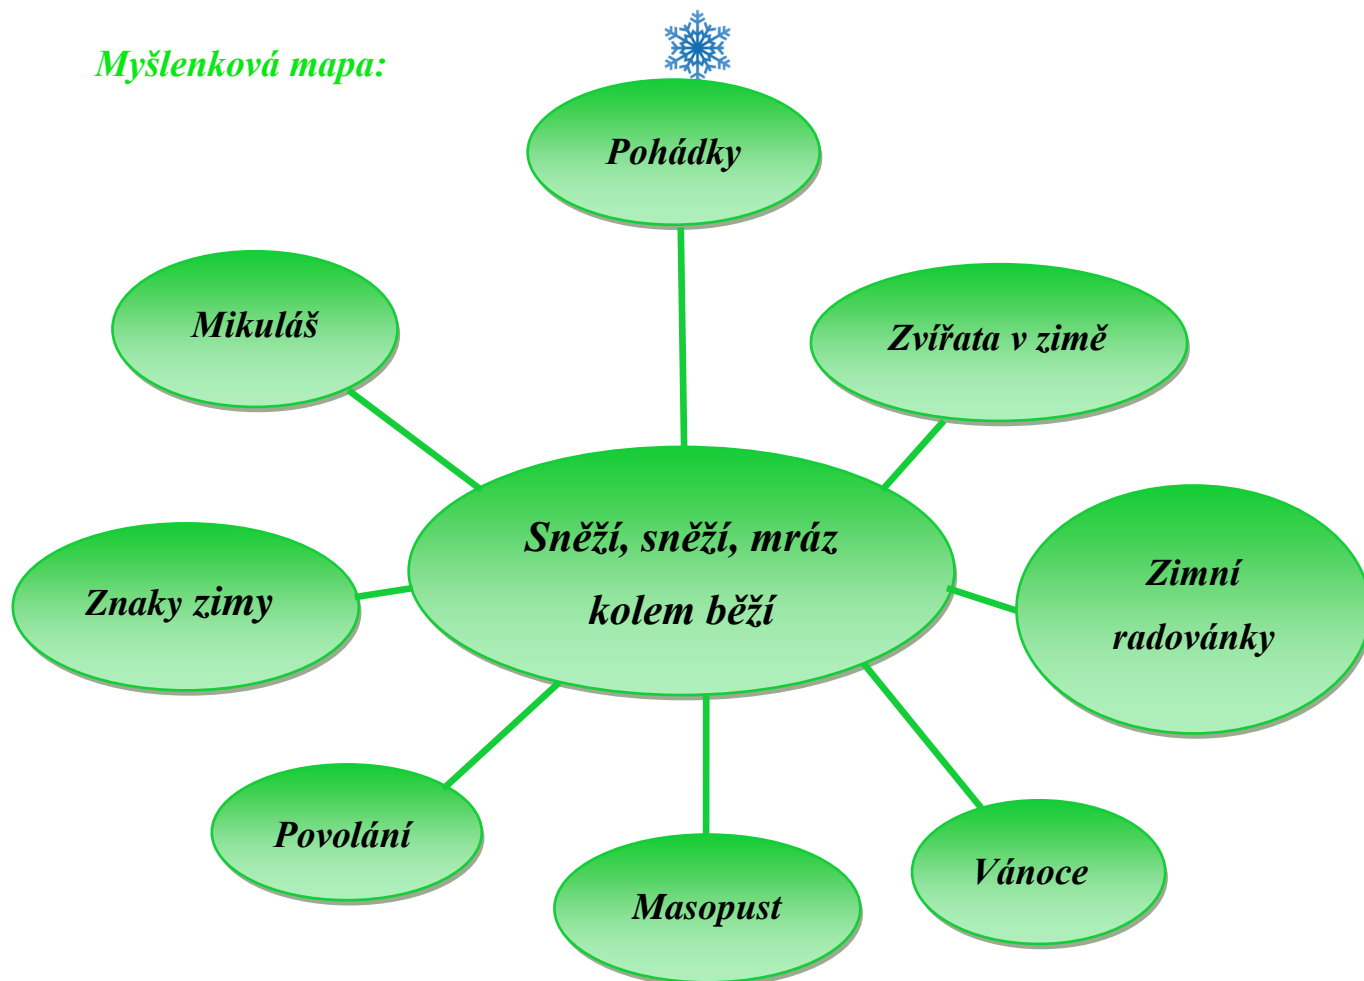 Myšlenková mapa:
Pohádky
Mikuláš
Zvířata v zimě
Sněží, sněží, mráz
kolem běží
Zimní
radovánky
Znaky zimy
Povolání
Masopust
Vánoce